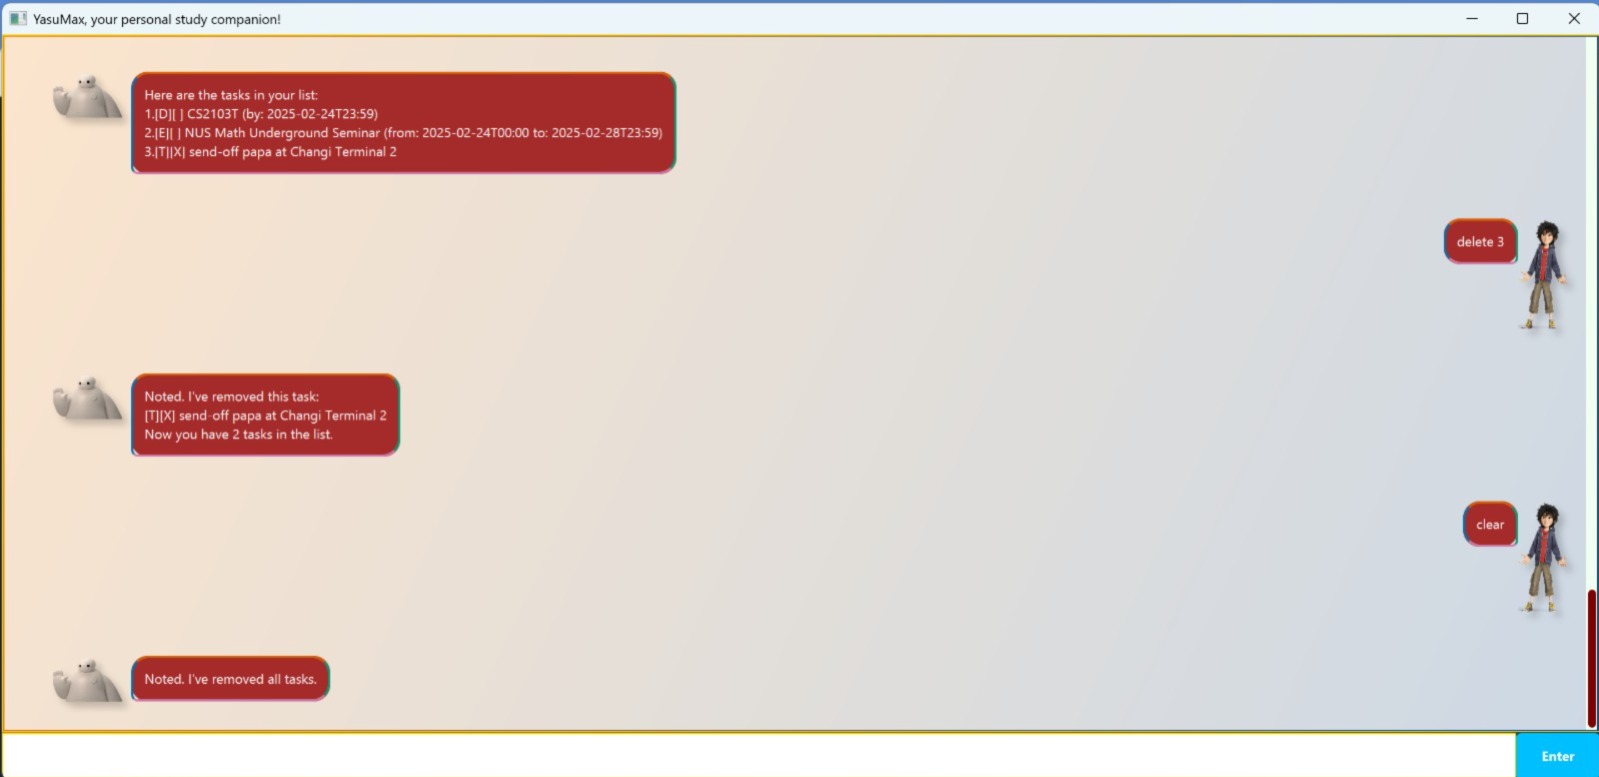 YasuMax, your personal study companion!
Here are the tasks in your list:
1.[D][ ] CS2103T (by: 2025-02-24T23:59)
2.[E][ ] NUS Math Underground Seminar (from: 2025-02-24T00:00 to: 2025-02-28T23:59)
3.[T][X] send-off papa at Changi Terminal 2
delete 3
Noted. I've removed this task:
[T][X] send-off papa at Changi Terminal 2
Now you have 2 tasks in the list.
clear
Noted. I've removed all tasks.
Enter